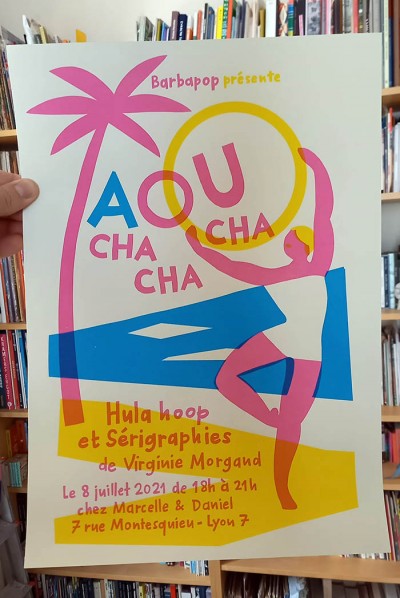 Barbapop présente
AOU
CHA CHA
CHA
Hula hoop
et Sérigraphies
de Virginie Morgand
Le 8 juillet 2021 de 18h à 21h
chez Marcelle & Daniel
7 rue Montesquieu - Lyon 7